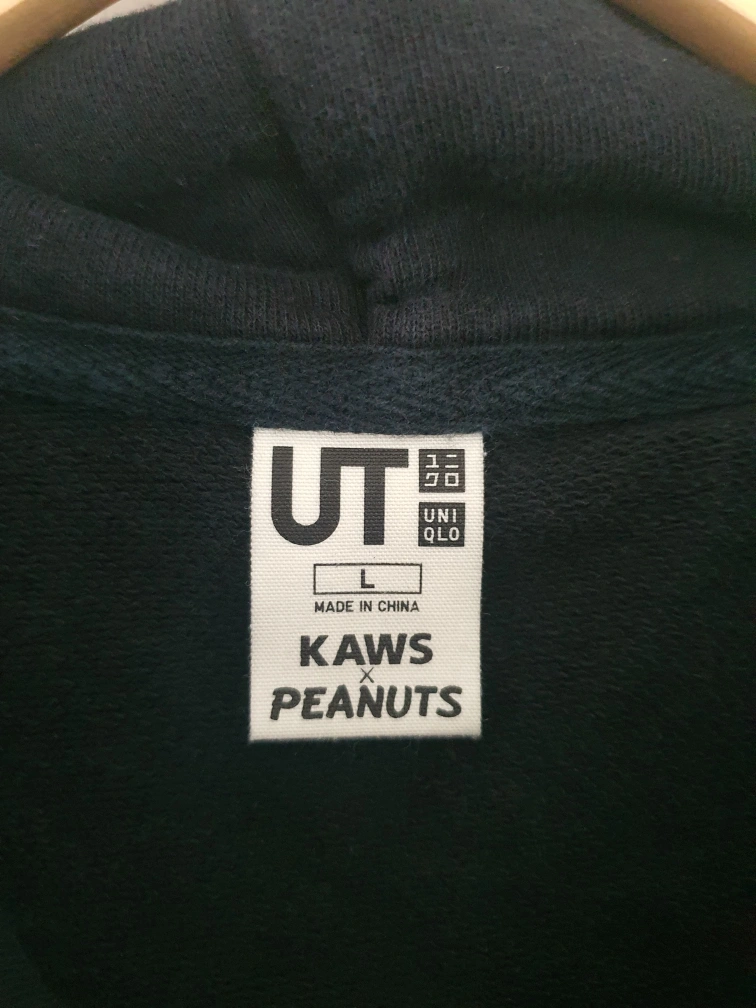 UT
ユニ
クロ
UNI
QLO
L
MADE IN CHINA
KAWS
×
PEANUTS